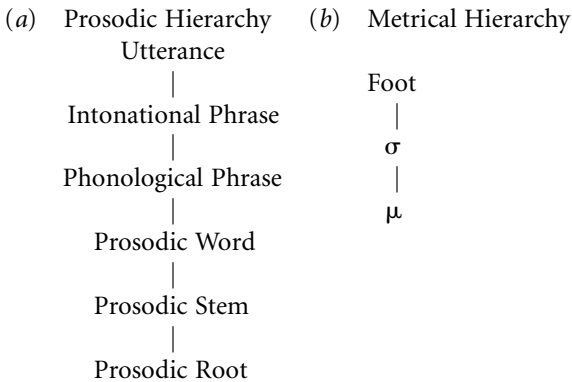 (a) Prosodic Hierarchy (b) Metrical Hierarchy
Utterance
Foot
Intonational Phrase
σ
Phonological Phrase
μ
Prosodic Word
Prosodic Stem
Prosodic Root